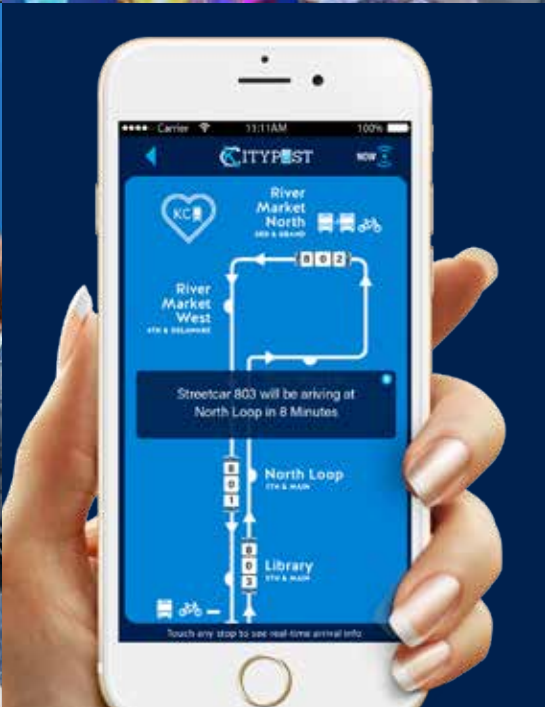 Carrier 11:11AM 100%
CITYPOST NOW
KC
River
Market
North
3RD & GRAND
802
River
Market
West
4TH & DELAWARE
Streetcar 803 will be ariving at
North Loop in 8 Minutes
801
North Loop
7TH & MAIN
803
Library
9TH & MAIN
Touch any stop to see real-time arrival info